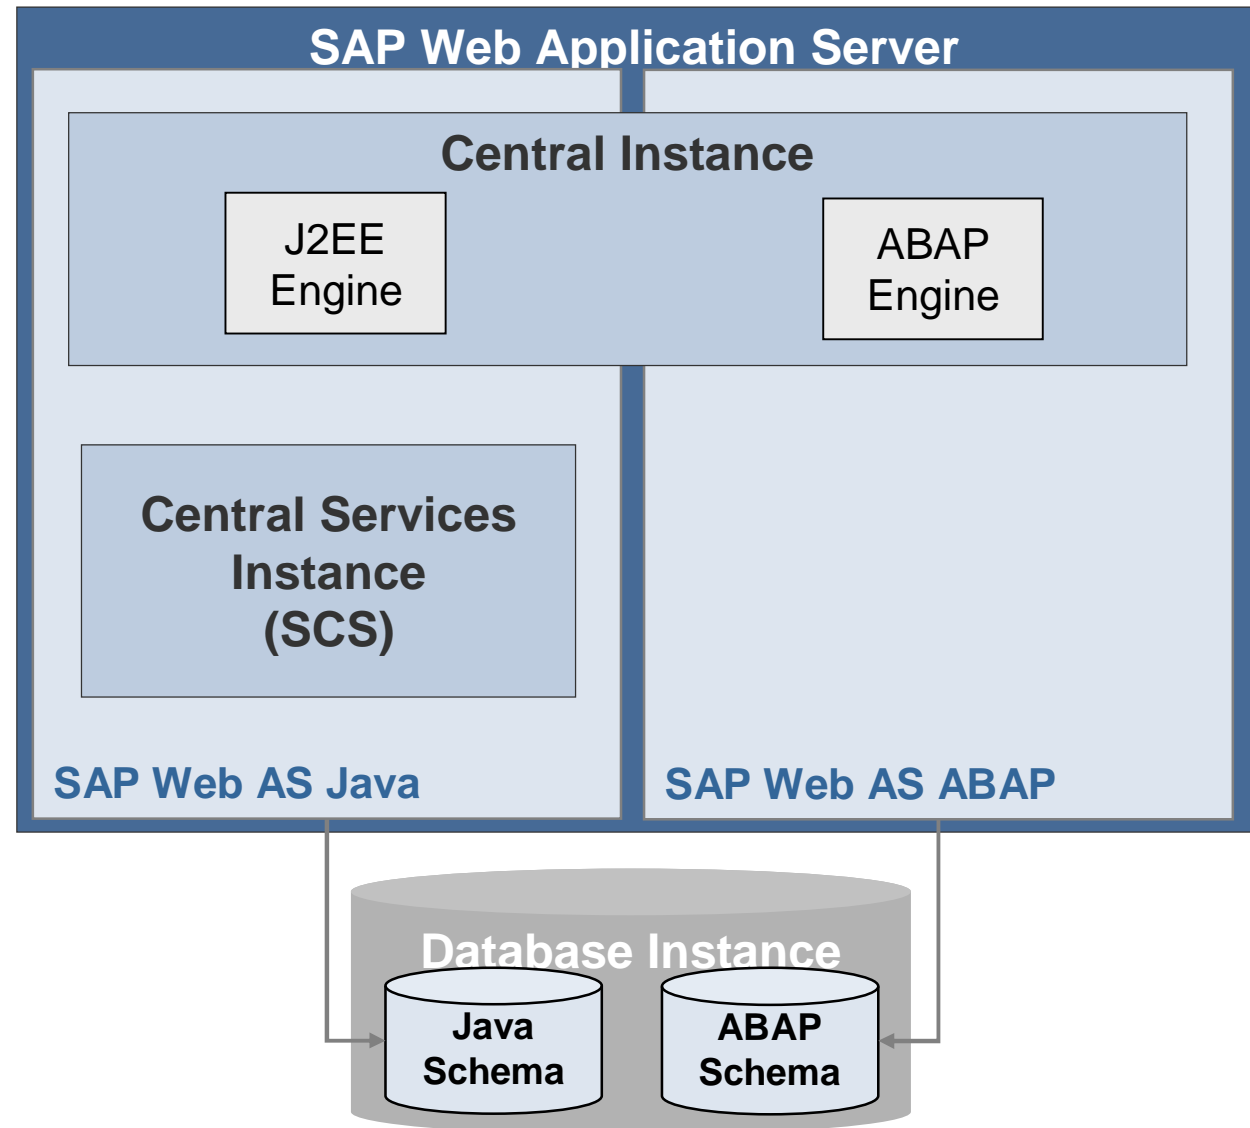 SAP Web Application Server
Central Instance
J2EE
Engine
ABAP
Engine
Central Services
Instance
(SCS)
SAP Web AS Java
SAP Web AS ABAP
Database Instance
Java
Schema
ABAP
Schema